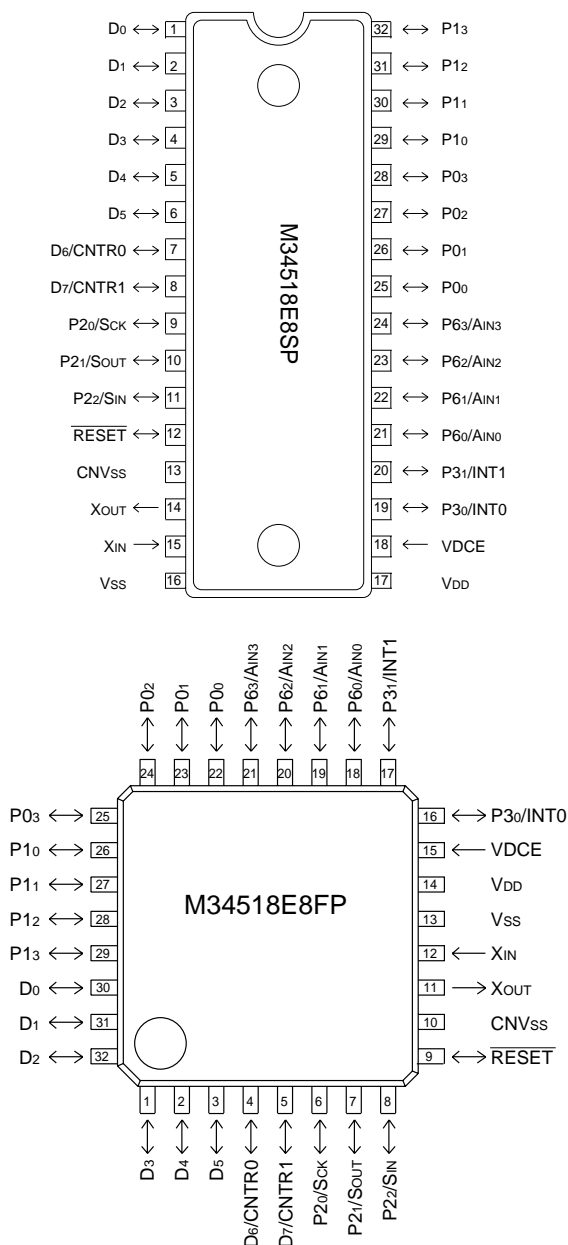 D0 1 32 P13
D1 2 31 P12
D2 3 30 P11
D3 4 29 P10
D4 5 28 P03
D5 6 27 P02
D6/CNTR0 7 26 P01
D7/CNTR1 8 25 P00
P20/SCK 9 24 P63/AIN3
P21/SOUT 10 23 P62/AIN2
P22/SIN 11 22 P61/AIN1
RESET 12 21 P60/AIN0
CNVSS 13 20 P31/INT1
XOUT 14 19 P30/INT0
XIN 15 18 VDCE
VSS 16 17 VDD
M34518E8SP
P02 P01 P00 P63/AIN3 P62/AIN2 P61/AIN1 P60/AIN0 P31/INT1
24 23 22 21 20 19 18 17
P03 25 16 P30/INT0
P10 26 15 VDCE
P11 27 14 VDD
P12 28 13 VSS
P13 29 12 XIN
D0 30 11 XOUT
D1 31 10 CNVSS
D2 32 9 RESET
M34518E8FP
1 2 3 4 5 6 7 8
D3 D4 D5 D6/CNTR0 D7/CNTR1 P20/SCK P21/SOUT P22/SIN